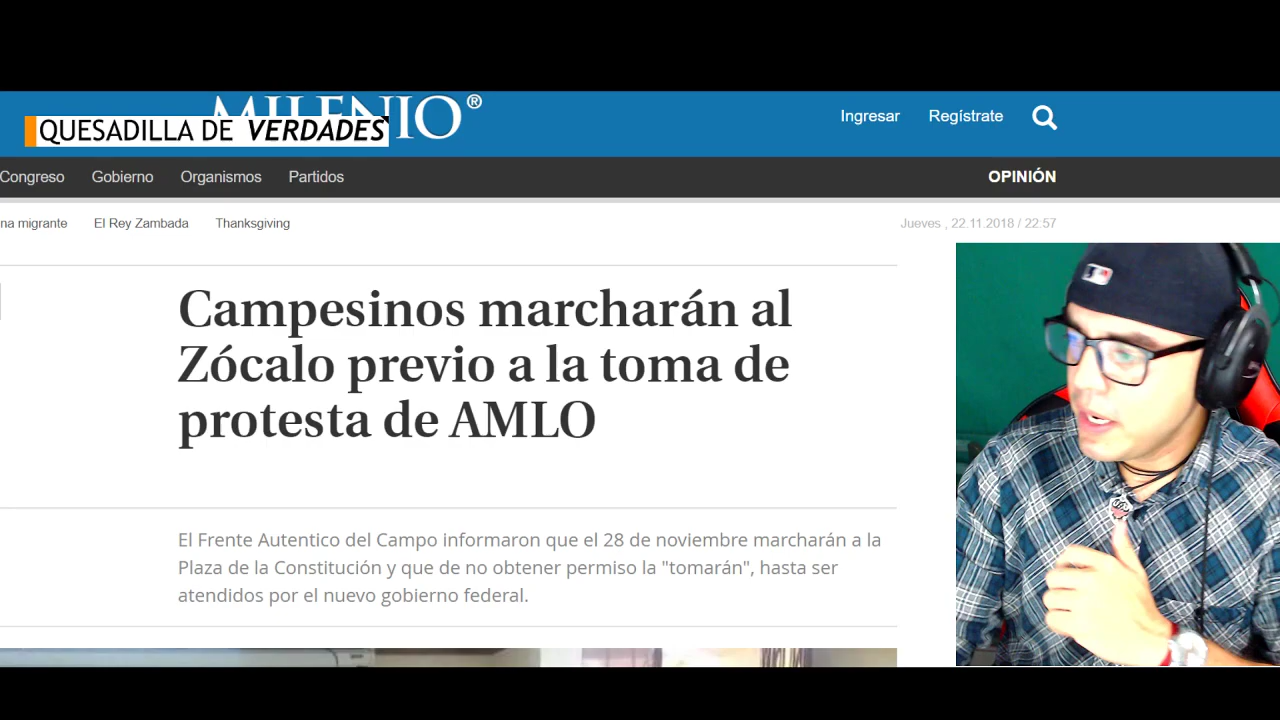 MILENIO®
QUESADILLA DE VERDADES
Ingresar Regístrate
Congreso Gobierno Organismos Partidos OPINIÓN
na migrante El Rey Zambada Thanksgiving Jueves , 22.11.2018 / 22:57
Campesinos marcharán al
Zócalo previo a la toma de
protesta de AMLO
El Frente Autentico del Campo informaron que el 28 de noviembre marcharán a la
Plaza de la Constitución y que de no obtener permiso la "tomarán", hasta ser
atendidos por el nuevo gobierno federal.